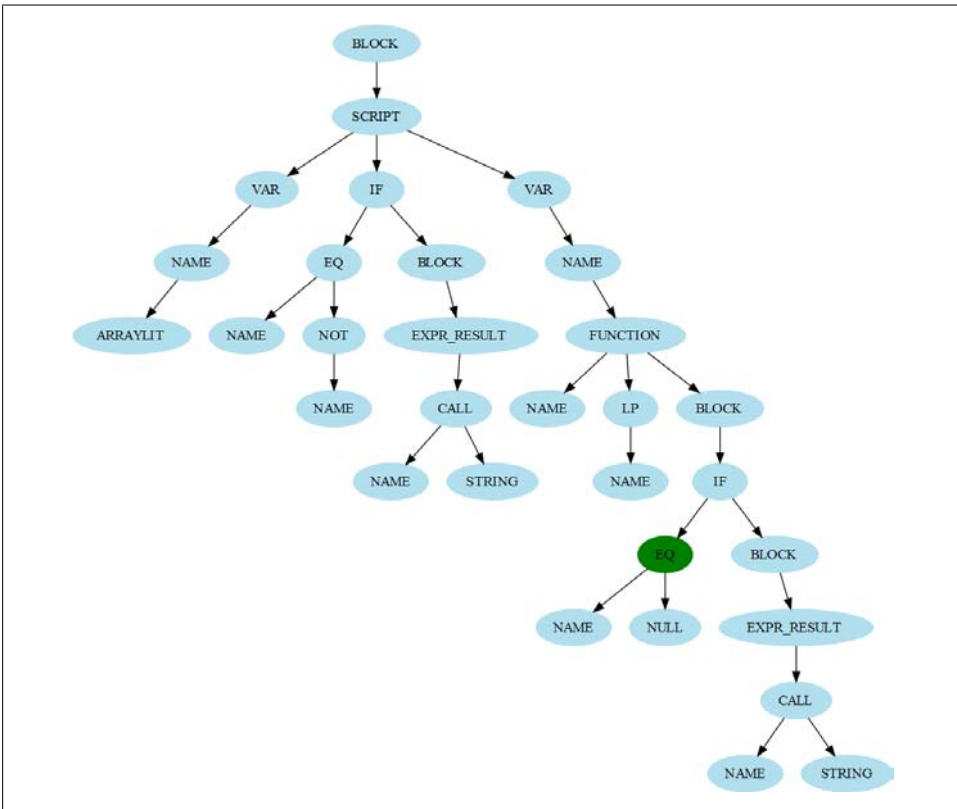 BLOCK
SCRIPT
VAR IF VAR
NAME EQ BLOCK NAME
ARRAYLIT NAME NOT EXPR_RESULT FUNCTION
NAME CALL NAME LP BLOCK
NAME STRING NAME IF
EQ BLOCK
NAME NULL EXPR_RESULT
CALL
NAME STRING